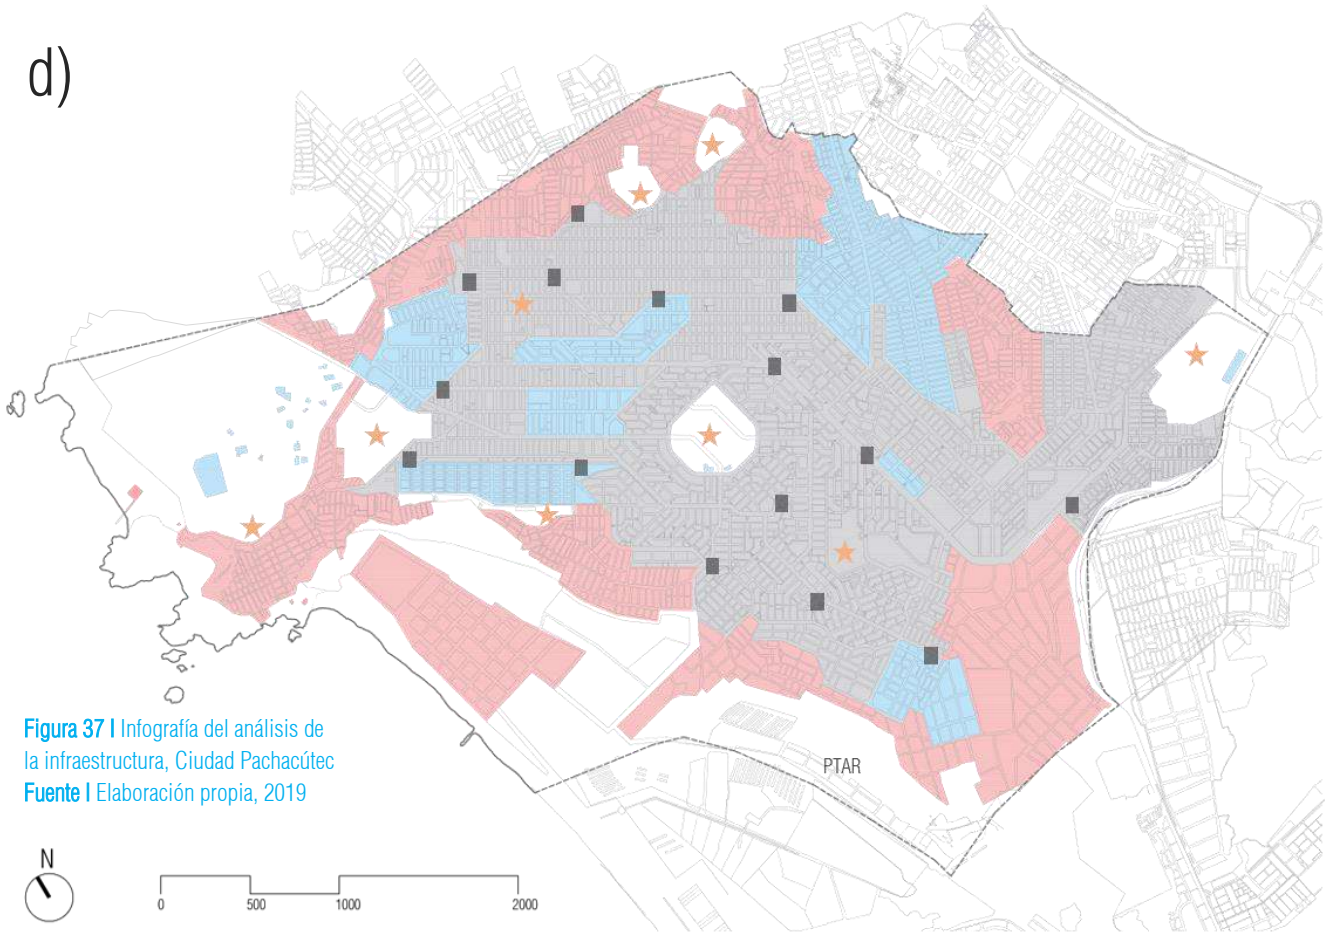 d)
PTAR
Figura 37 I Infografía del análisis de
la infraestructura, Ciudad Pachacútec
Fuente I Elaboración propia, 2019
N
0 500 1000 2000